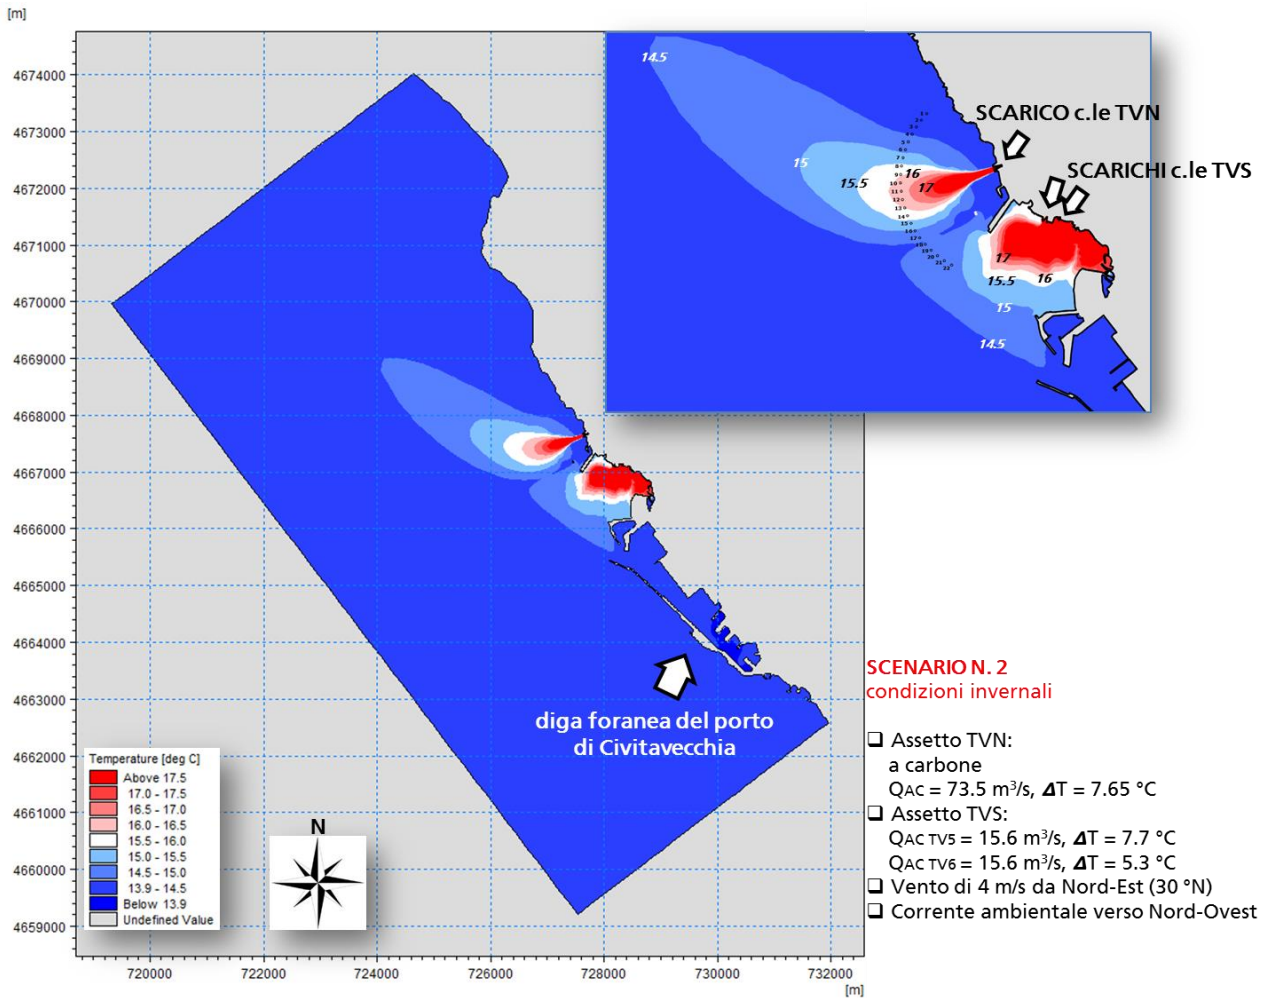 [m]
4674000
4673000
4672000
4671000
4670000
4669000
4668000
4667000
4666000
4665000
4664000
4663000
4662000
4661000
4660000
4659000
720000
722000
724000
726000
728000
730000
732000
[m]
14.5
15
15.5
16
17
17
15.5
16
15
14.5
SCARICO c.le TVN
SCARICHI c.le TVS
diga foranea del porto
di Civitavecchia
Temperature [deg C]
Above 17.5
17.0 - 17.5
16.5 - 17.0
16.0 - 16.5
15.5 - 16.0
15.0 - 15.5
14.5 - 15.0
13.9 - 14.5
Below 13.9
Undefined Value
N
SCENARIO N. 2
condizioni invernali
❑ Assetto TVN:
a carbone
QAC = 73.5 m³/s, ΔT = 7.65 °C
❑ Assetto TVS:
QAC TV5 = 15.6 m³/s, ΔT = 7.7 °C
QAC TV6 = 15.6 m³/s, ΔT = 5.3 °C
❑ Vento di 4 m/s da Nord-Est (30 °N)
❑ Corrente ambientale verso Nord-Ovest